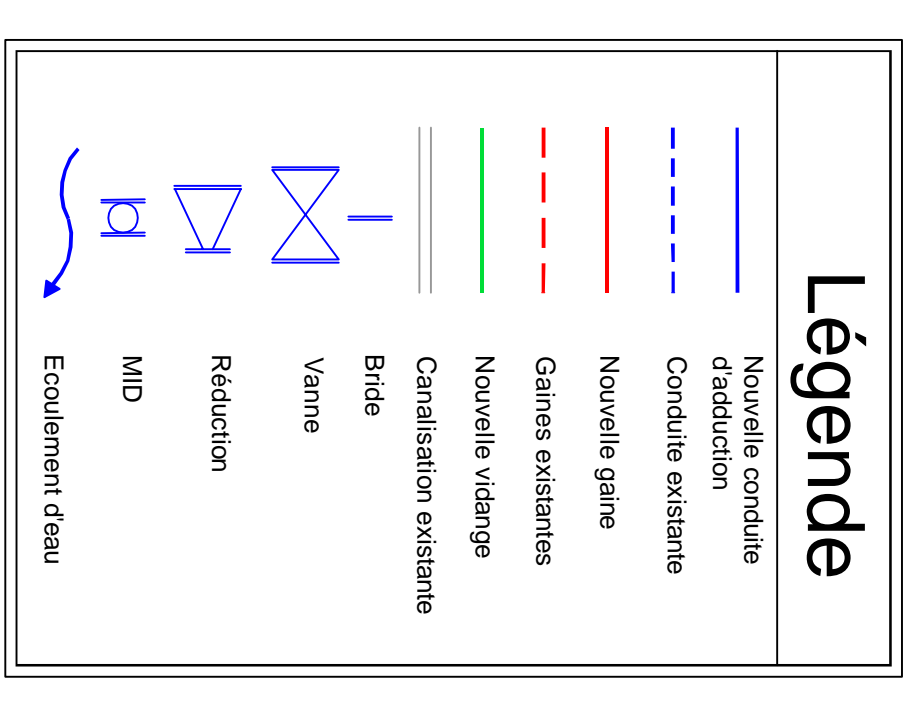 Légende
Nouvelle conduite
d'adduction
Conduite existante
Nouvelle gaine
Gaines existantes
Nouvelle vidange
Canalisation existante
Bride
Vanne
Réduction
MID
Ecoulement d'eau